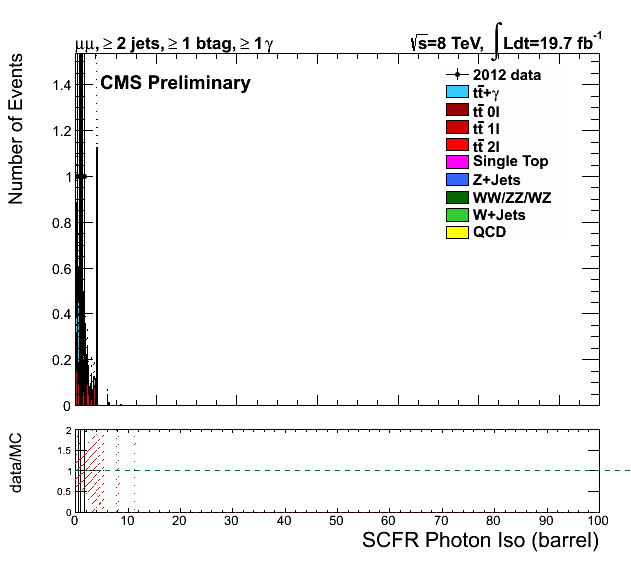 μμ, ≥ 2 jets, ≥ 1 btag, ≥ 1 γ
√s=8 TeV, ∫Ldt=19.7 fb⁻¹
CMS Preliminary
2012 data
tt̄+γ
tt̄ 0l
tt̄ 1l
tt̄ 2l
Single Top
Z+Jets
WW/ZZ/WZ
W+Jets
QCD
Number of Events
1.4
1.2
1
0.8
0.6
0.4
0.2
0
data/MC
2
1.5
1
0.5
0
0 10 20 30 40 50 60 70 80 90 100
SCFR Photon Iso (barrel)